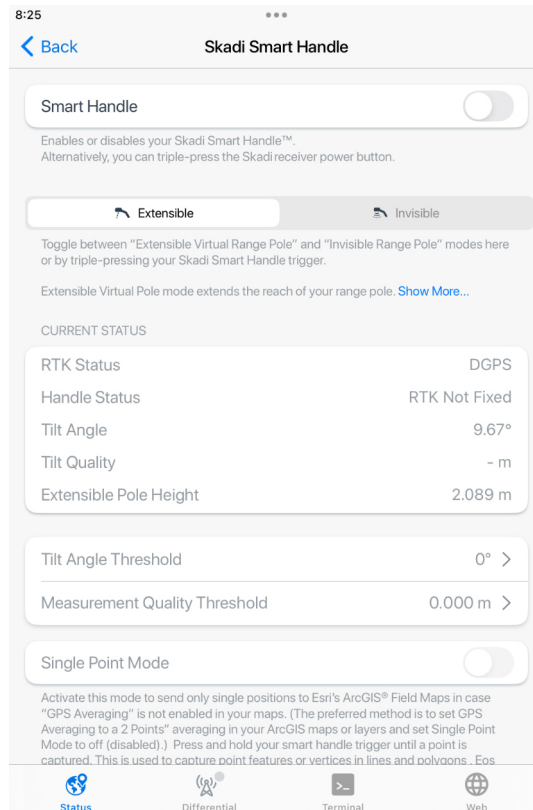 8:25
Back
Skadi Smart Handle
Smart Handle
Enables or disables your Skadi Smart Handle™.
Alternatively, you can triple-press the Skadi receiver power button.
Extensible
Invisible
Toggle between “Extensible Virtual Range Pole” and “Invisible Range Pole” modes here
or by triple-pressing your Skadi Smart Handle trigger.
Extensible Virtual Pole mode extends the reach of your range pole. Show More...
CURRENT STATUS
RTK Status DGPS
Handle Status RTK Not Fixed
Tilt Angle 9.67°
Tilt Quality - m
Extensible Pole Height 2.089 m
Tilt Angle Threshold 0°
Measurement Quality Threshold 0.000 m
Single Point Mode
Activate this mode to send only single positions to Esri's ArcGIS® Field Maps in case
“GPS Averaging” is not enabled in your maps. (The preferred method is to set GPS
Averaging to a 2 Points” averaging in your ArcGIS maps or layers and set Single Point
Mode to off (disabled).) Press and hold your smart handle trigger until a point is
captured. This is used to capture point features or vertices in lines and polygons . Eos
Status
Differential
Terminal
Web